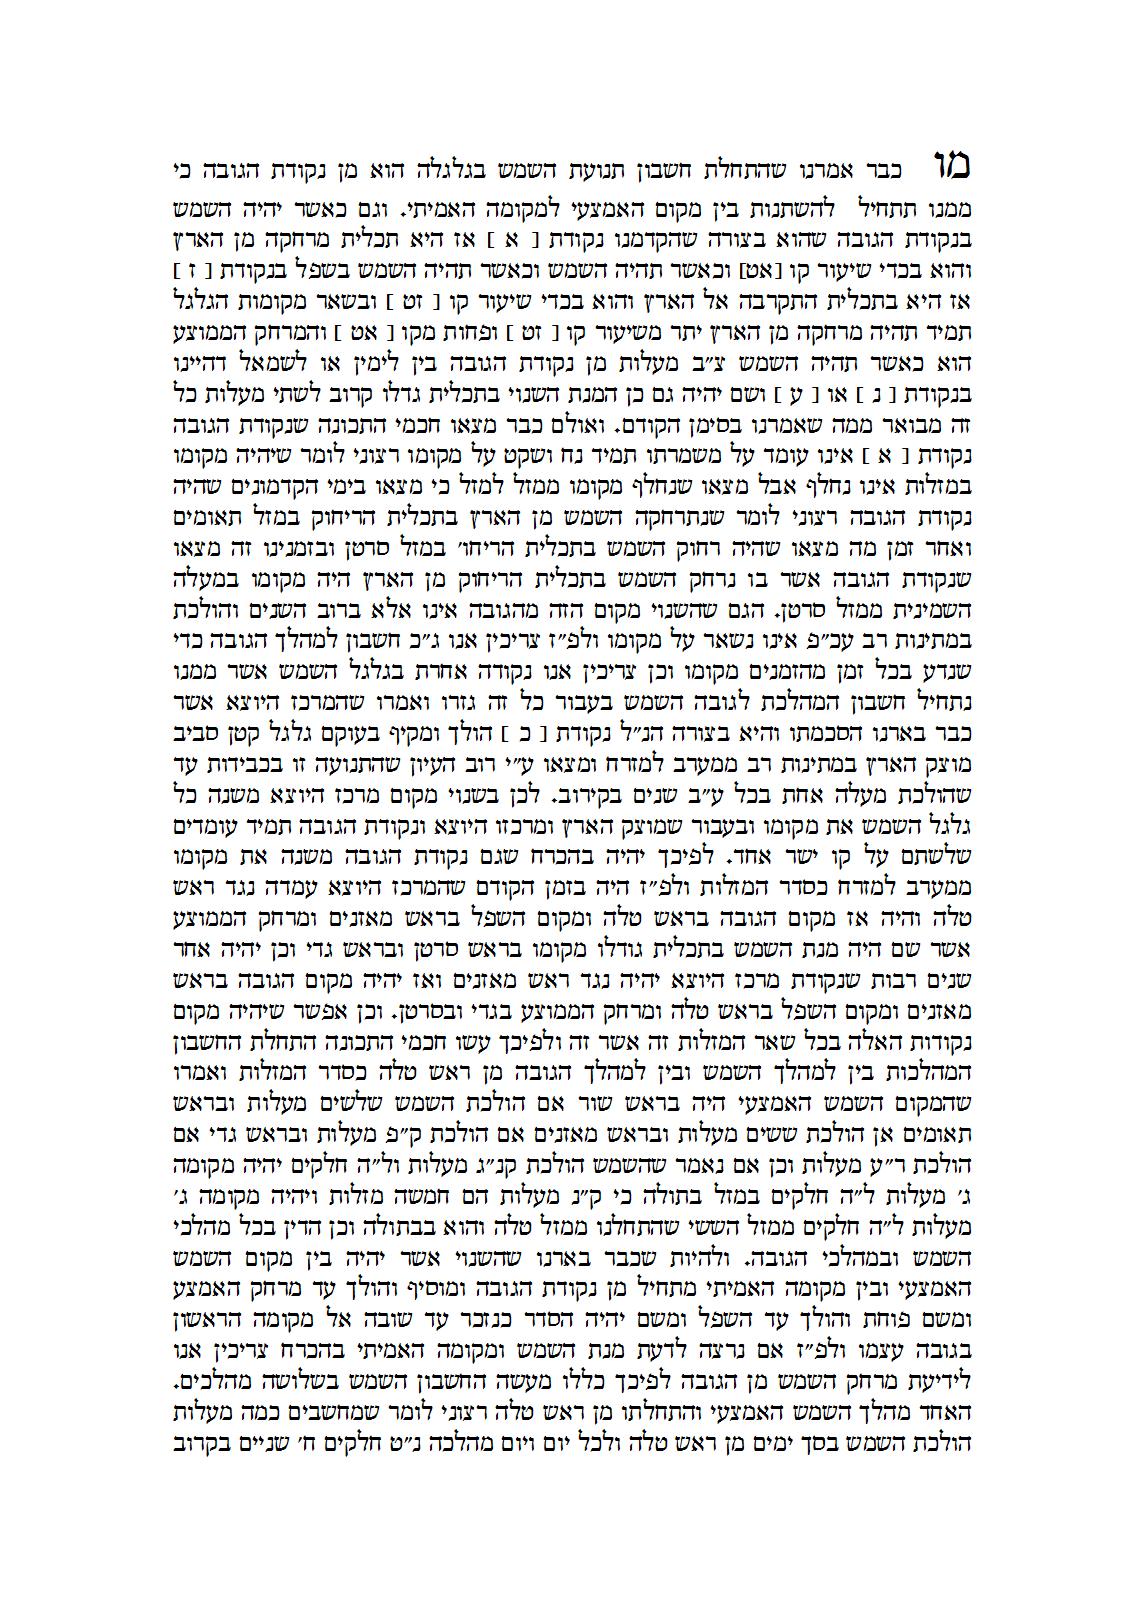 מו כבר אמרנו שהתחלת חשבון תנועת השמש בגלגלה הוא מן נקודת הגובה כי
ממנו תתחיל להשתנות בין מקום האמצעי למקומה האמיתי. וגם כאשר יהיה השמש
בנקודת הגובה שהוא בצורה שהקדמנו נקודת [ א ] אז היא תכלית מרחקה מן הארץ
והוא בכדי שיעור קו [אט] וכאשר תהיה השמש וכאשר תהיה השמש בשפל בנקודת [ ז ]
אז היא בתכלית התקרבה אל הארץ והוא בכדי שיעור קו [ זט ] ובשאר מקומות הגלגל
תמיד תהיה מרחקה מן הארץ יתר משיעור קו [ זט ] ופחות מקו [ אט ] והמרחק הממוצע
הוא כאשר תהיה השמש צ״ב מעלות מן נקודת הגובה בין לימין או לשמאל דהיינו
בנקודת [ נ ] או [ ע ] ושם יהיה גם כן המנת השנוי בתכלית גדלו קרוב לשתי מעלות כל
זה מבואר ממה שאמרנו בסימן הקודם. ואולם כבר מצאו חכמי התכונה שנקודת הגובה
נקודת [ א ] אינו עומד על משמרתו תמיד נח ושקט על מקומו רצוני לומר שיהיה מקומו
במזלות אינו נחלף אבל מצאו שנחלף מקומו ממזל למזל כי מצאו בימי הקדמונים שהיה
נקודת הגובה רצוני לומר שנתרחקה השמש מן הארץ בתכלית הריחוק במזל תאומים
ואחר זמן מה מצאו שהיה רחוק השמש בתכלית הריחו׳ במזל סרטן ובזמנינו זה מצאו
שנקודת הגובה אשר בו נרחק השמש בתכלית הריחוק מן הארץ היה מקומו במעלה
השמינית ממזל סרטן. הגם שהשנוי מקום הזה מהגובה אינו אלא ברוב השנים והולכת
במתינות רב עכ״פ אינו נשאר על מקומו ולפ״ז צריכין אנו ג״כ חשבון למהלך הגובה כדי
שנדע בכל זמן מהזמנים מקומו וכן צריכין אנו נקודה אחרת בגלגל השמש אשר ממנו
נתחיל חשבון המהלכת לגובה השמש בעבור כל זה גזרו ואמרו שהמרכז היוצא אשר
כבר בארנו הסכמתו והיא בצורה הנ״ל נקודת [ כ ] הולך ומקיף בעוקם גלגל קטן סביב
מוצק הארץ במתינות רב ממערב למזרח ומצאו ע״י רוב העיון שהתנועה זו בכבידות עד
שהולכת מעלה אחת בכל ע״ב שנים בקירוב. לכן בשנוי מקום מרכז היוצא משנה כל
גלגל השמש את מקומו ובעבור שמוצק הארץ ומרכזו היוצא ונקודת הגובה תמיד עומדים
שלשתם על קו ישר אחד. לפיכך יהיה בהכרח שגם נקודת הגובה משנה את מקומו
ממערב למזרח כסדר המזלות ולפ״ז היה בזמן הקודם שהמרכז היוצא עמדה נגד ראש
טלה והיה אז מקום הגובה בראש טלה ומקום השפל בראש מאזנים ומרחק הממוצע
אשר שם היה מנת השמש בתכלית גודלו מקומו בראש סרטן ובראש גדי וכן יהיה אחר
שנים רבות שנקודת מרכז היוצא יהיה נגד ראש מאזנים ואז יהיה מקום הגובה בראש
מאזנים ומקום השפל בראש טלה ומרחק הממוצע בגדי ובסרטן. וכן אפשר שיהיה מקום
נקודות האלה בכל שאר המזלות זה אשר זה ולפיכך עשו חכמי התכונה התחלת החשבון
המהלכות בין למהלך השמש ובין למהלך הגובה מן ראש טלה כסדר המזלות ואמרו
שהמקום השמש האמצעי היה בראש שור אם הולכת השמש שלשים מעלות ובראש
תאומים אן הולכת ששים מעלות ובראש מאזנים אם הולכת ק״פ מעלות ובראש גדי אם
הולכת ר״ע מעלות וכן אם נאמר שהשמש הולכת קנ״ג מעלות ול״ה חלקים יהיה מקומה
ג׳ מעלות ל״ה חלקים במזל בתולה כי ק״נ מעלות הם חמשה מזלות ויהיה מקומה ג׳
מעלות ל״ה חלקים ממזל הששי שהתחלנו ממזל טלה והוא בבתולה וכן הדין בכל מהלכי
השמש ובמהלכי הגובה. ולהיות שכבר בארנו שהשנוי אשר יהיה בין מקום השמש
האמצעי ובין מקומה האמיתי מתחיל מן נקודת הגובה ומוסיף והולך עד מרחק האמצע
ומשם פוחת והולך עד השפל ומשם יהיה הסדר כנזכר עד שובה אל מקומה הראשון
בגובה עצמו ולפ״ז אם נרצה לדעת מנת השמש ומקומה האמיתי בהכרח צריכין אנו
לידיעת מרחק השמש מן הגובה לפיכך כללו מעשה החשבון השמש בשלושה מהלכים.
האחד מהלך השמש האמצעי והתחלתו מן ראש טלה רצוני לומר שמחשבים כמה מעלות
הולכת השמש בסך ימים מן ראש טלה ולכל יום ויום מהלכה נ״ט חלקים ח׳ שניים בקרוב